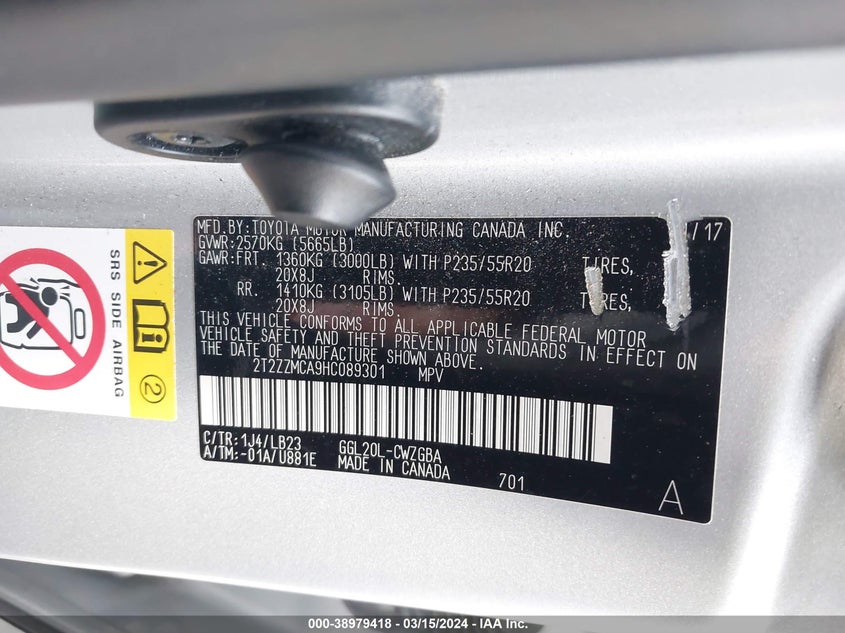 MFD.BY:TOYOTA MOTOR MANUFACTURING CANADA INC. /17
GVWR:2570KG (5665LB)
GAWR:FRT. 1360KG (3000LB) WITH P235/55R20 TIRES,
20X8J RIMS.
RR. 1410KG (3105LB) WITH P235/55R20 TIRES,
20X8J RIMS.
THIS VEHICLE CONFORMS TO ALL APPLICABLE FEDERAL MOTOR
VEHICLE SAFETY AND THEFT PREVENTION STANDARDS IN EFFECT ON
THE DATE OF MANUFACTURE SHOWN ABOVE.
2T2ZZMCA9HC089301 MPV
C/TR:1J4/LB23 GGL20L-CWZGBA
A/TM:-01A/U881E MADE IN CANADA
701
A
SRS SIDE AIRBAG
2
000-38979418 - 03/15/2024 - IAA Inc.